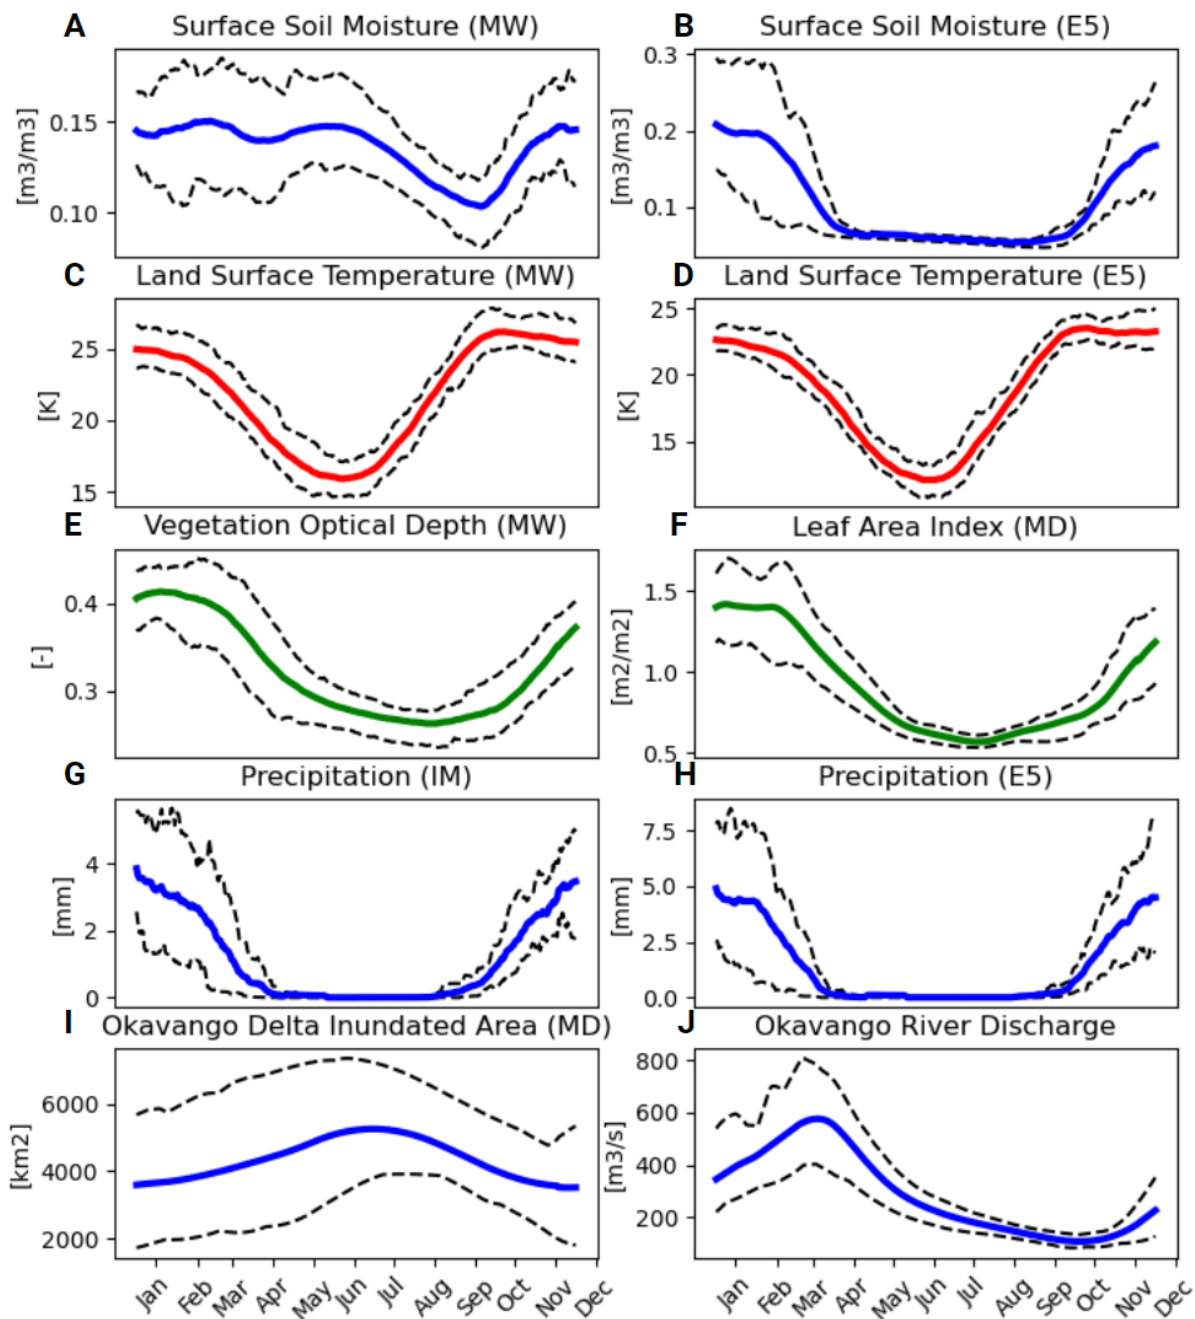 A Surface Soil Moisture (MW)
B Surface Soil Moisture (E5)
[m3/m3]
0.15
0.10
[m3/m3]
0.3
0.2
0.1
C Land Surface Temperature (MW)
D Land Surface Temperature (E5)
[K]
25
20
15
[K]
25
20
15
E Vegetation Optical Depth (MW)
F Leaf Area Index (MD)
[-]
0.4
0.3
[m2/m2]
1.5
1.0
0.5
G Precipitation (IM)
H Precipitation (E5)
[mm]
4
2
0
[mm]
7.5
5.0
2.5
0.0
I Okavango Delta Inundated Area (MD)
J Okavango River Discharge
[km2]
6000
4000
2000
[m3/s]
800
600
400
200
Jan Feb Mar Apr May Jun Jul Aug Sep Oct Nov Dec
Jan Feb Mar Apr May Jun Jul Aug Sep Oct Nov Dec